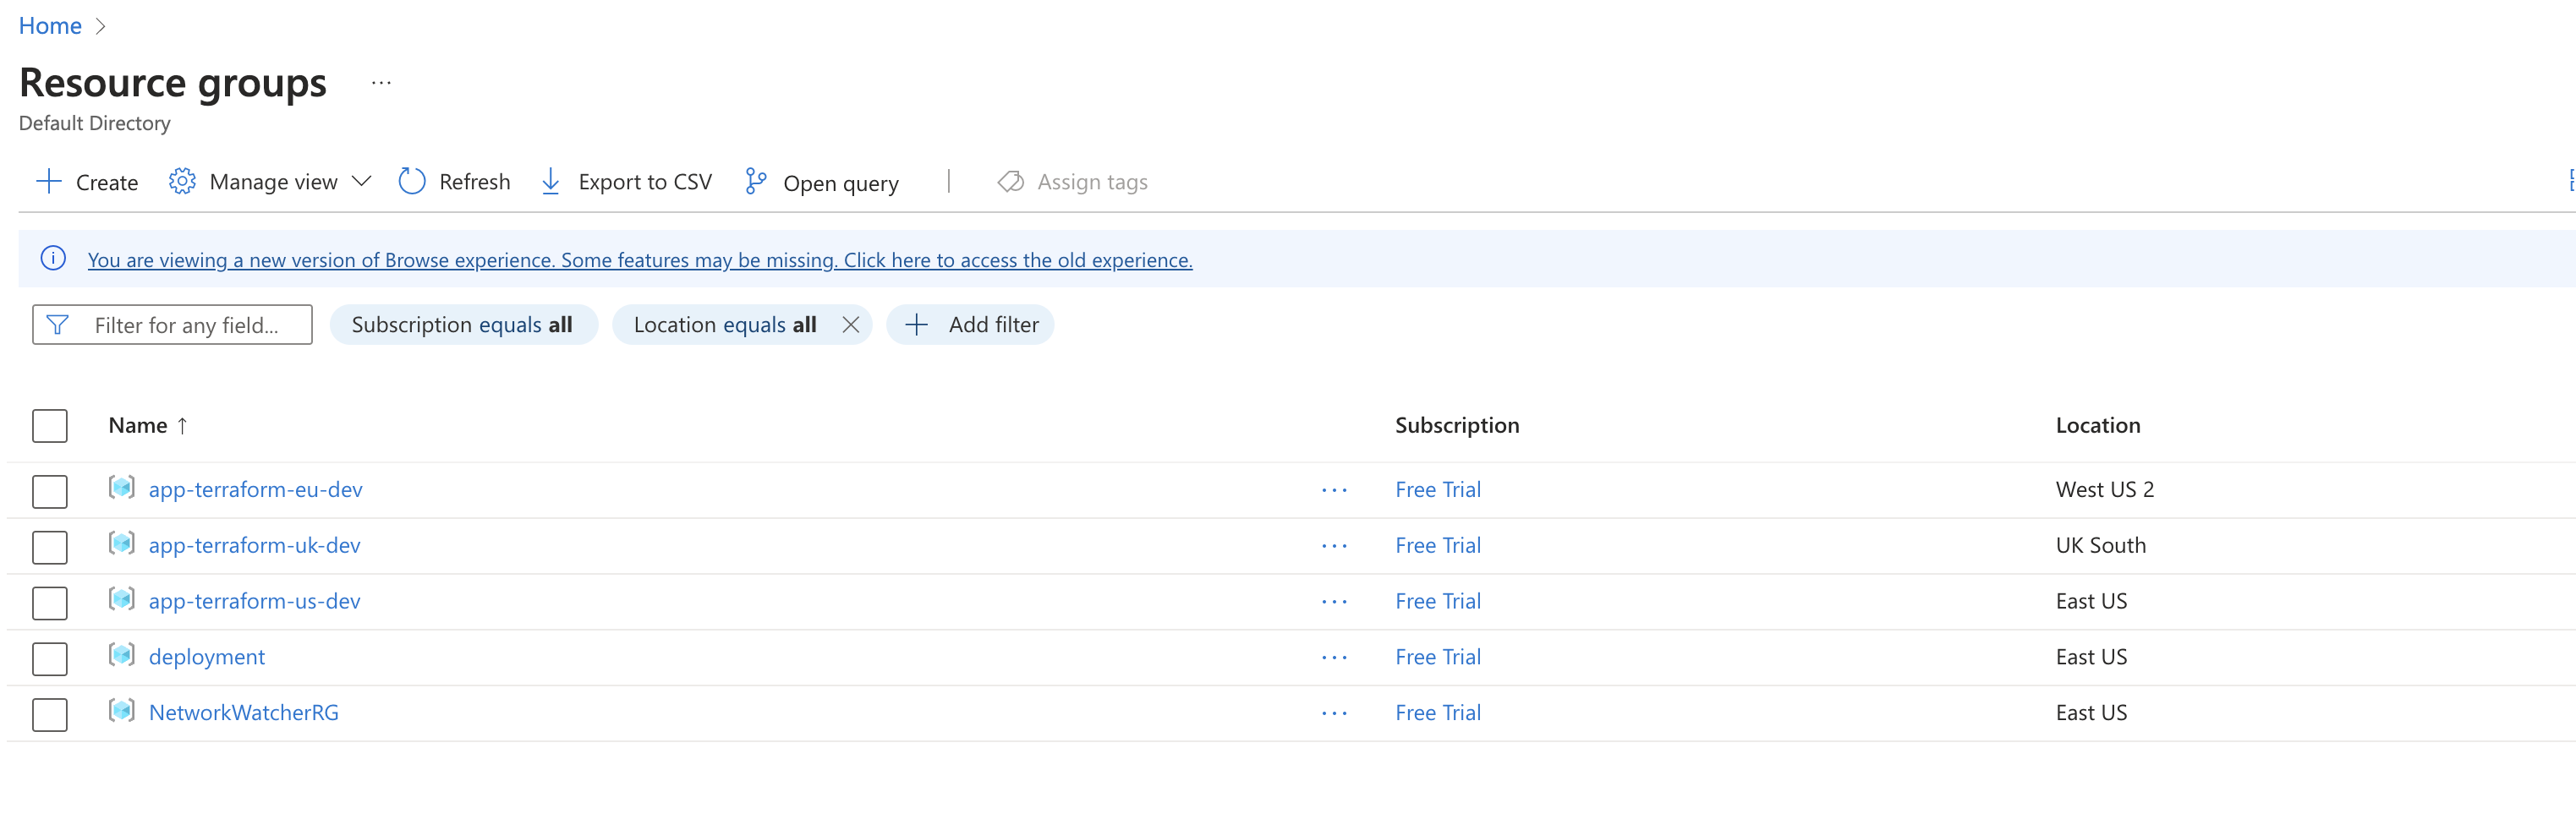 Home
Resource groups ...
Default Directory
Create Manage view Refresh Export to CSV Open query | Assign tags
You are viewing a new version of Browse experience. Some features may be missing. Click here to access the old experience.
Filter for any field... Subscription equals all Location equals all Add filter
Name ↑ Subscription Location
app-terraform-eu-dev ... Free Trial West US 2
app-terraform-uk-dev ... Free Trial UK South
app-terraform-us-dev ... Free Trial East US
deployment ... Free Trial East US
NetworkWatcherRG ... Free Trial East US